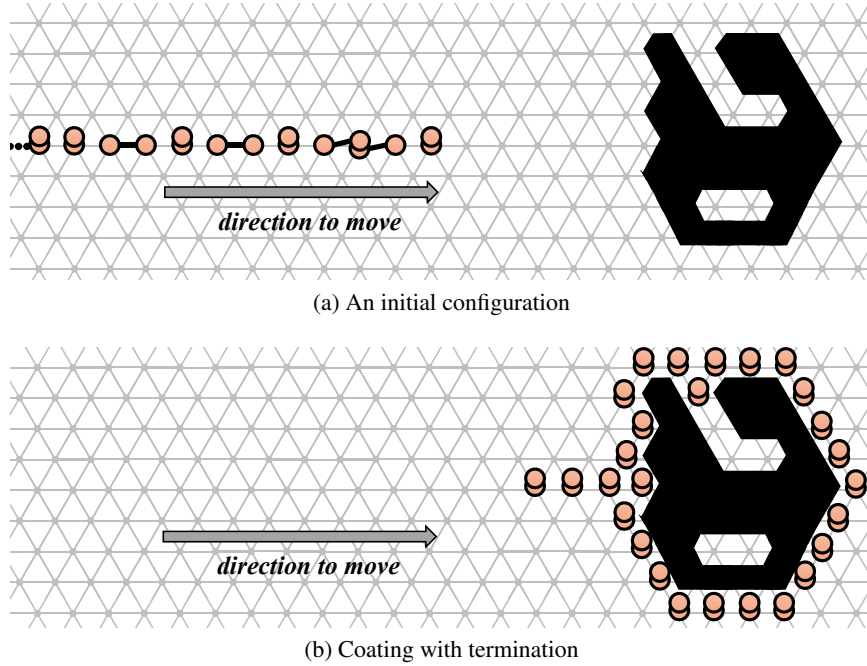 direction to move
(a) An initial configuration
direction to move
(b) Coating with termination